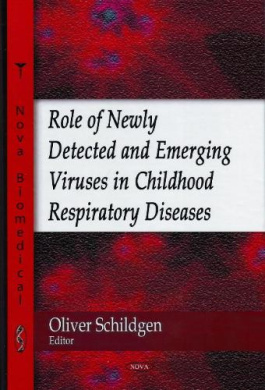 Nova Biomedical
Role of Newly
Detected and Emerging
Viruses in Childhood
Respiratory Diseases
Oliver Schildgen
Editor
NOVA